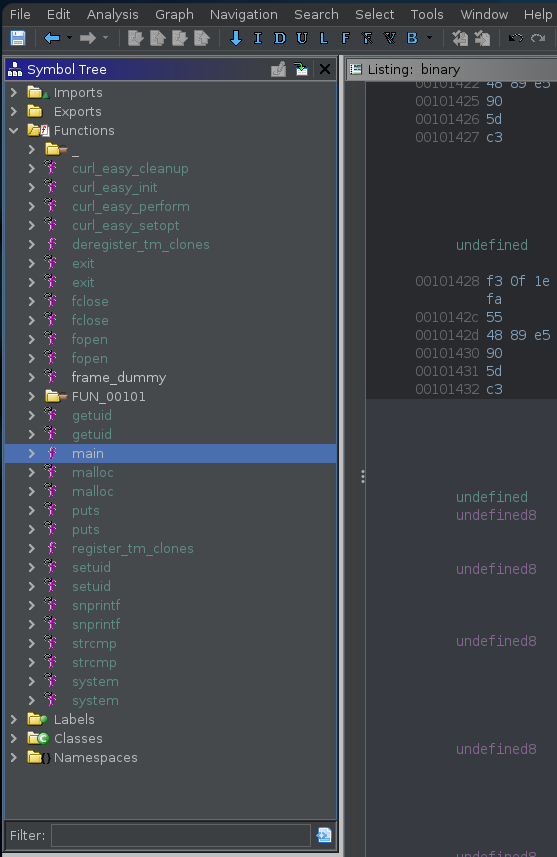 File Edit Analysis Graph Navigation Search Select Tools Window Help
I D U L F F V B
Symbol Tree
Imports
Exports
Functions
_
curl_easy_cleanup
curl_easy_init
curl_easy_perform
curl_easy_setopt
deregister_tm_clones
exit
exit
fclose
fclose
fopen
fopen
frame_dummy
FUN_00101
getuid
getuid
main
malloc
malloc
puts
puts
register_tm_clones
setuid
setuid
snprintf
snprintf
strcmp
strcmp
system
system
Labels
Classes
Namespaces
Filter:
Listing: binary
00101422 48 89 e5
00101425 90
00101426 5d
00101427 c3
undefined
00101428 f3 0f 1e
fa
0010142c 55
0010142d 48 89 e5
00101430 90
00101431 5d
00101432 c3
undefined
undefined8
undefined8
undefined8
undefined8
undefined8